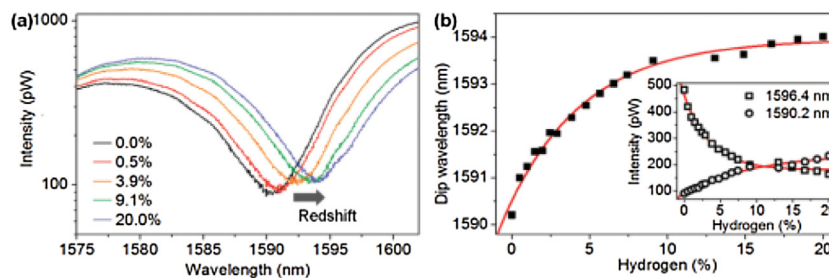 (a)
1000
100
Intensity (pW)
0.0%
0.5%
3.9%
9.1%
20.0%
Redshift
1575 1580 1585 1590 1595 1600
Wavelength (nm)
(b)
1594
1593
1592
1591
1590
Dip wavelength (nm)
0 5 10 15 20
Hydrogen (%)
500
400
300
200
100
Intensity (pW)
1596.4 nm
1590.2 nm
0 5 10 15 20
Hydrogen (%)